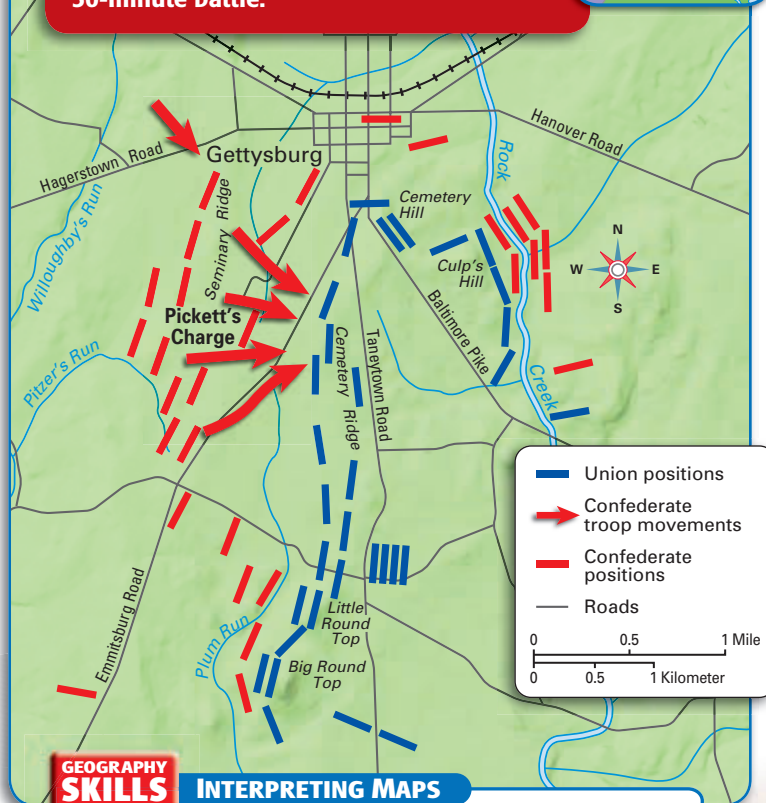 50-minute battle.
Hanover Road
Rock
Hagerstown Road
Gettysburg
Cemetery
Hill
Willoughby's Run
Seminary Ridge
Culp's
Hill
N
W
E
S
Pickett's
Charge
Baltimore Pike
Cemetery Ridge
Taneytown Road
Pitzer's Run
Creek
Union positions
Confederate
troop movements
Confederate
positions
Roads
0 0.5 1 Mile
0 0.5 1 Kilometer
Little
Round
Top
Emmitsburg Road
Plum Run
Big Round
Top
GEOGRAPHY
SKILLS
INTERPRETING MAPS